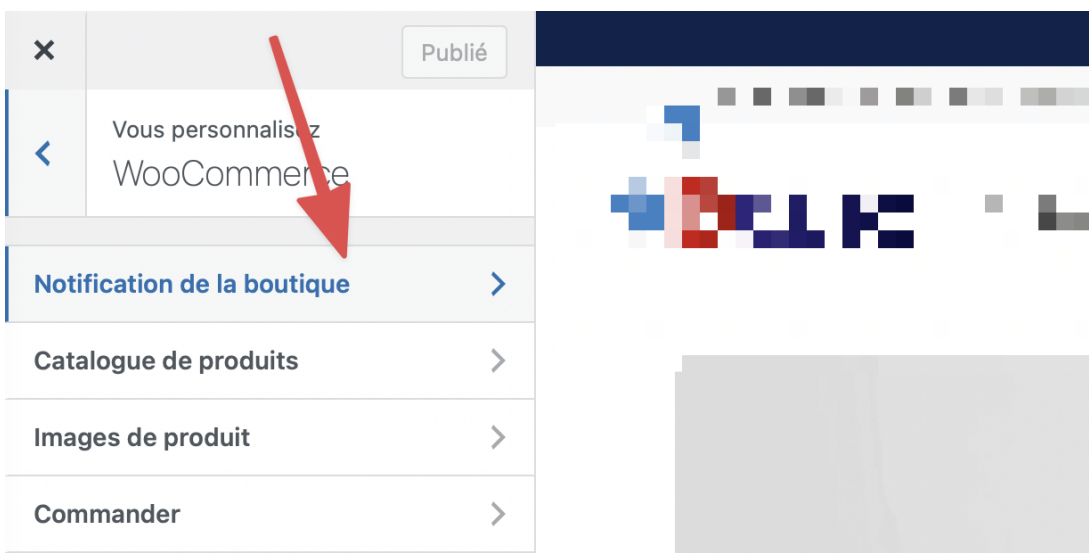 Publié
Vous personnalisez
WooCommerce
Notification de la boutique
Catalogue de produits
Images de produit
Commander